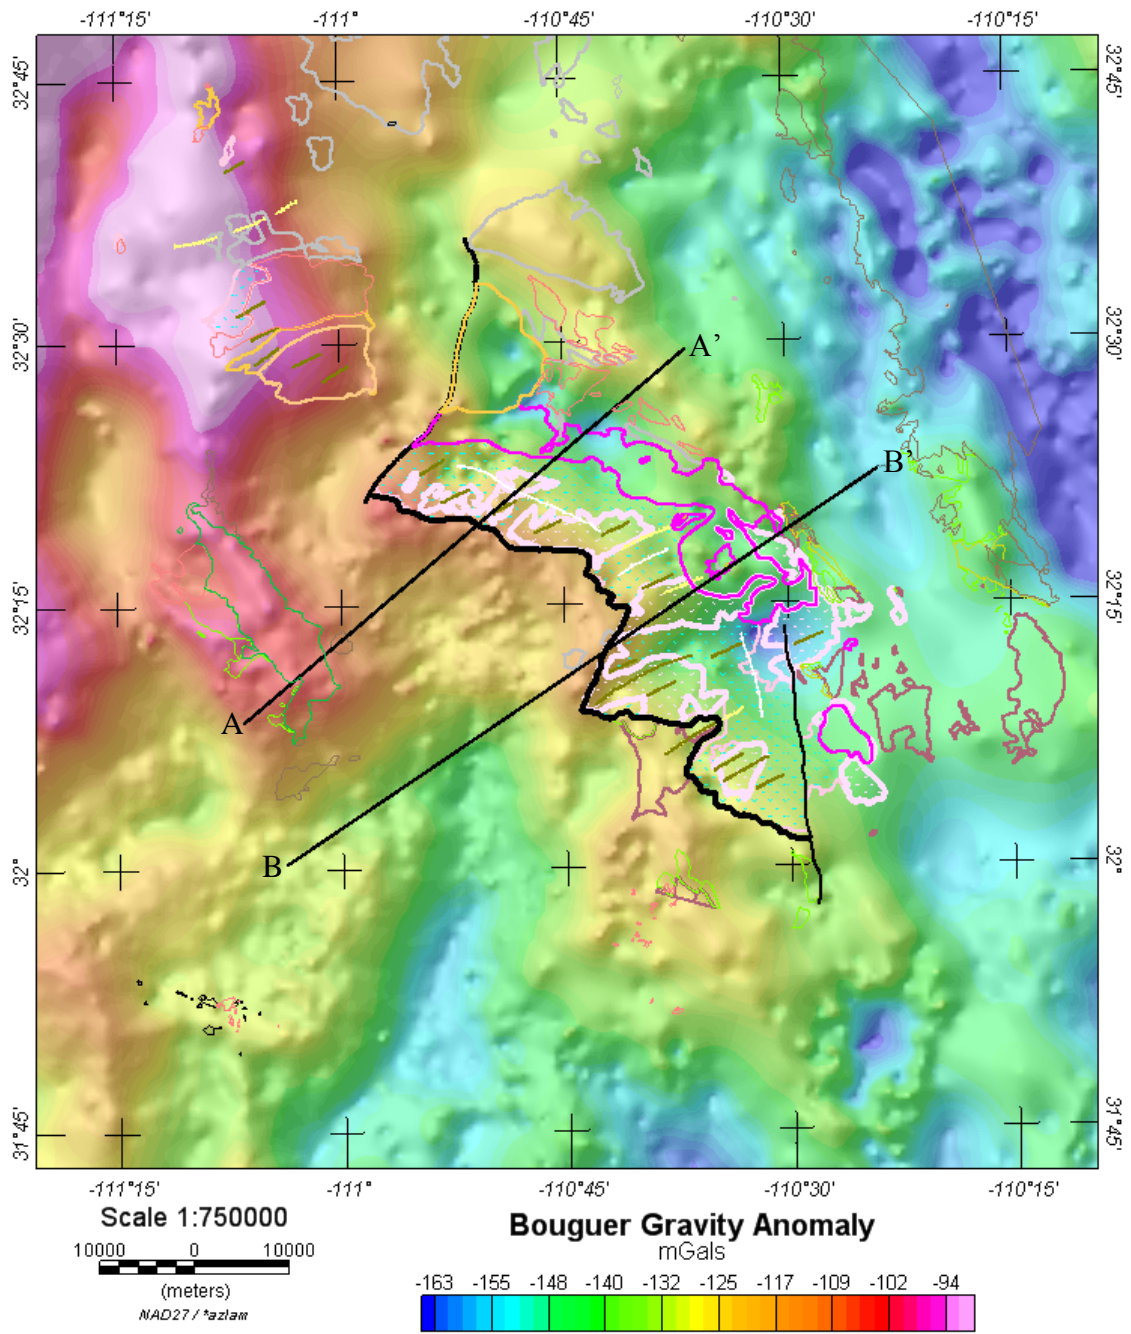 -111°15' -111° -110°45' -110°30' -110°15'
32°45' 32°45'
32°30' 32°30'
A'
B'
32°15' 32°15'
A
B
32° 32°
31°45' 31°45'
-111°15' -111° -110°45' -110°30' -110°15'
Scale 1:750000
10000 0 10000
(meters)
NAD27 / *azlam
Bouguer Gravity Anomaly
mGals
-163 -155 -148 -140 -132 -125 -117 -109 -102 -94